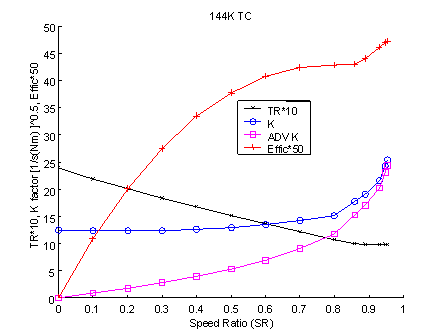 144K TC
50
45
40
35
30
25
20
15
10
5
0
TR*10, K factor [1/s(Nm) ]^0.5, Effic*50
TR*10
K
ADV K
Effic*50
0 0.1 0.2 0.3 0.4 0.5 0.6 0.7 0.8 0.9 1
Speed Ratio (SR)